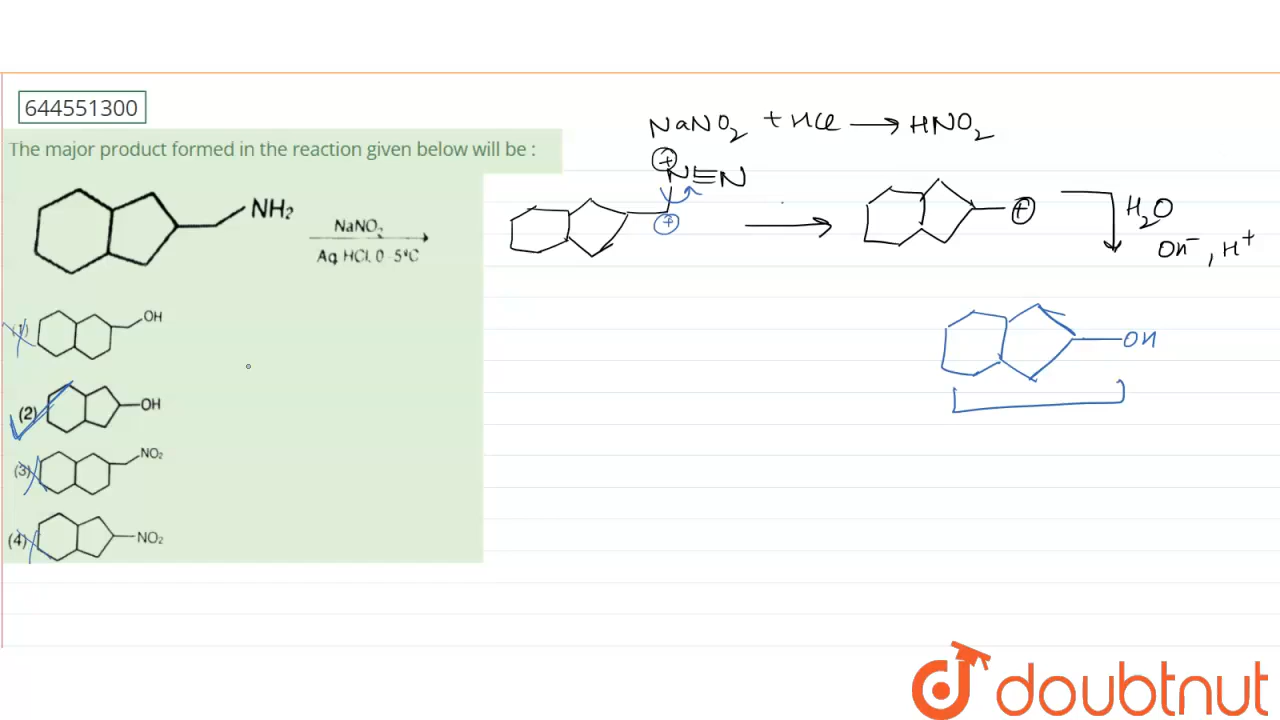 644551300
The major product formed in the reaction given below will be :
NH₂
NaNO₂
Aq HCl, 0-5°C
(1) OH
(2) OH
(3) NO₂
(4) NO₂
NaNO₂ + HCl → HNO₂
⊕
N≡N
⊕
⊕
H₂O
OH⁻, H⁺
OH
doubtnut